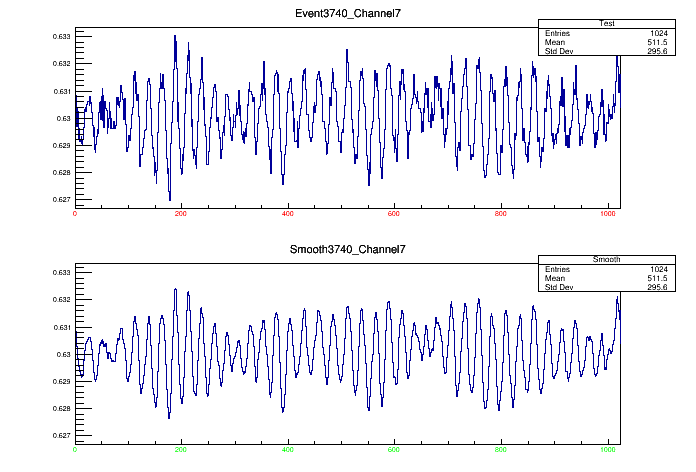 Event3740_Channel7
Test
Entries 1024
Mean 511.5
Std Dev 295.6
0.633
0.632
0.631
0.63
0.629
0.628
0.627
0 200 400 600 800 1000
Smooth3740_Channel7
Smooth
Entries 1024
Mean 511.5
Std Dev 295.6
0.633
0.632
0.631
0.63
0.629
0.628
0.627
0 200 400 600 800 1000